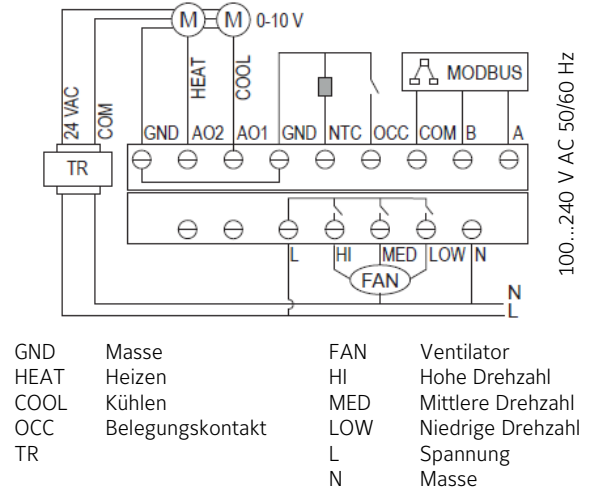 M M 0-10 V
24 VAC
COM
HEAT
COOL
MODBUS
100...240 V AC 50/60 Hz
GND AO2 AO1 GND NTC OCC COM B A
TR
L HI MED LOW N
FAN
N
L
GND Masse
HEAT Heizen
COOL Kühlen
OCC Belegungskontakt
TR
FAN Ventilator
HI Hohe Drehzahl
MED Mittlere Drehzahl
LOW Niedrige Drehzahl
L Spannung
N Masse